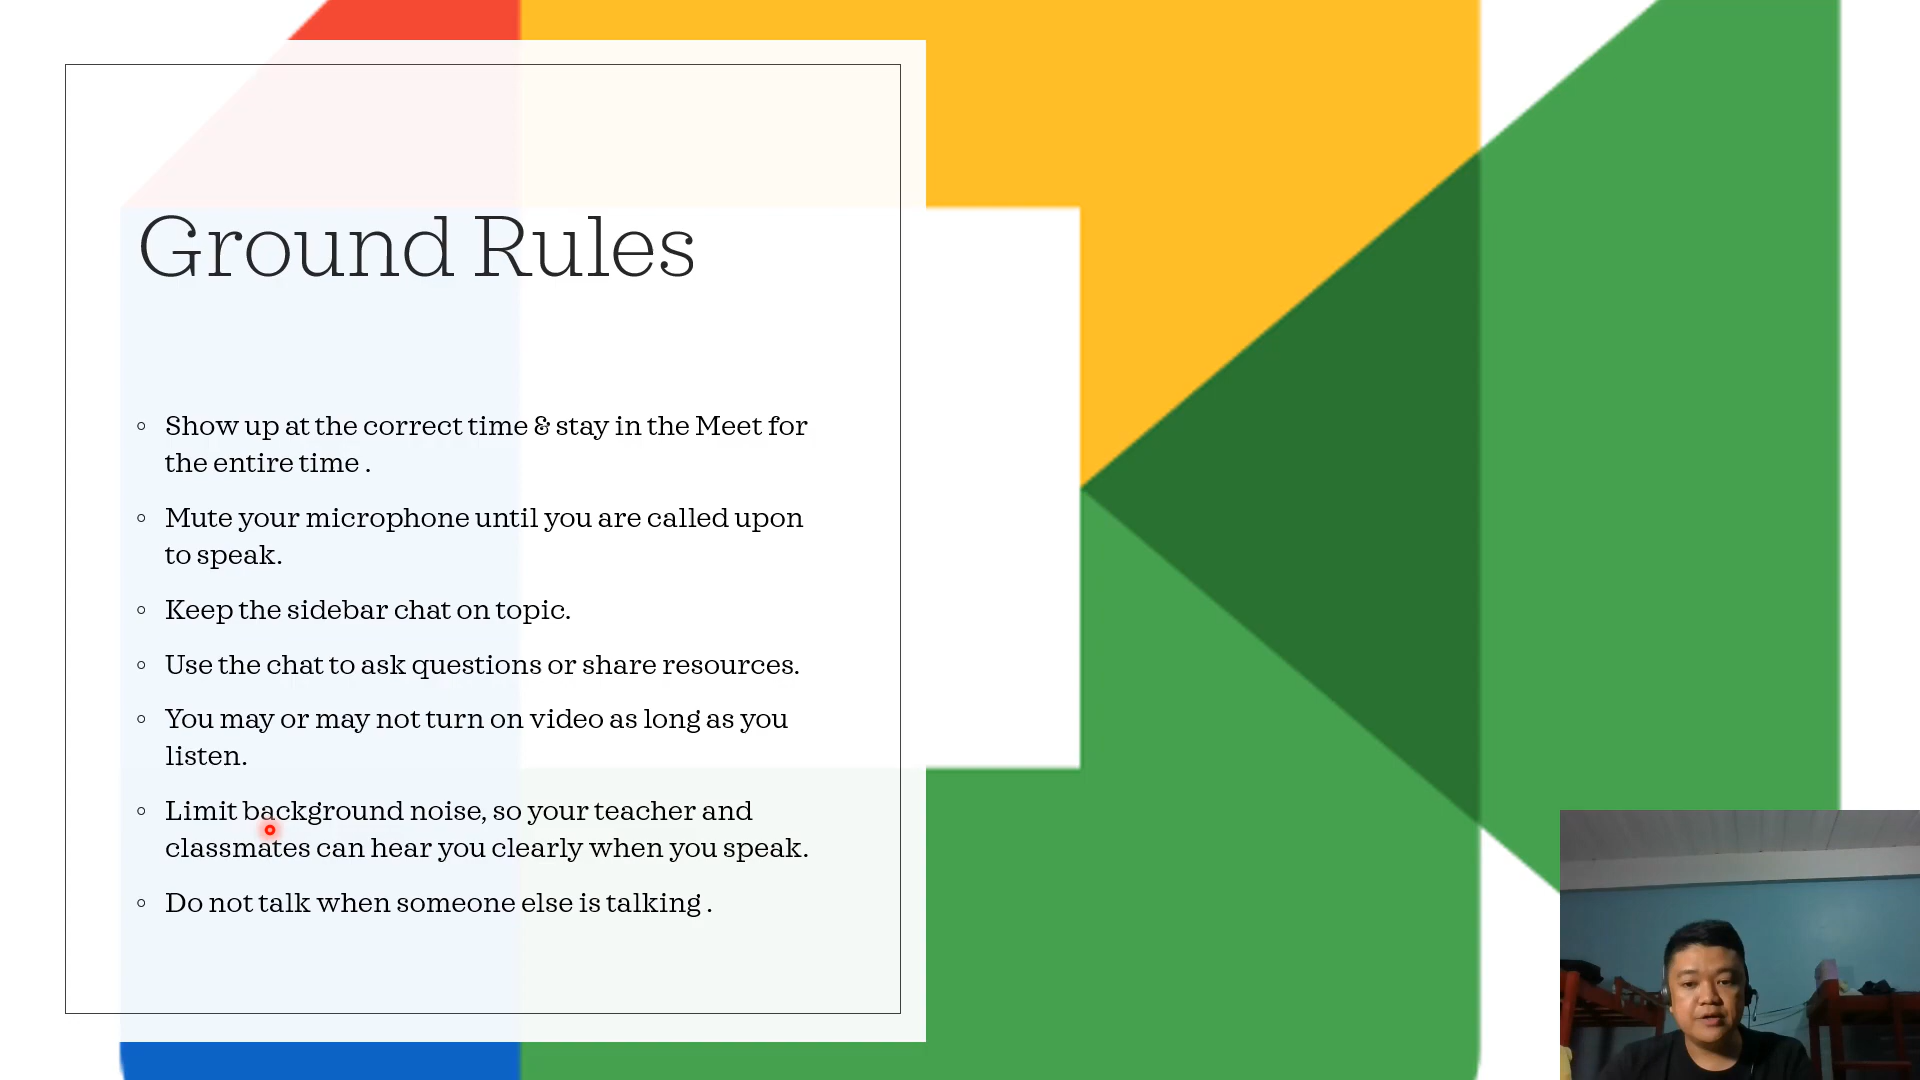 Ground Rules
Show up at the correct time & stay in the Meet for
the entire time .
Mute your microphone until you are called upon
to speak.
Keep the sidebar chat on topic.
Use the chat to ask questions or share resources.
You may or may not turn on video as long as you
listen.
Limit background noise, so your teacher and
classmates can hear you clearly when you speak.
Do not talk when someone else is talking .